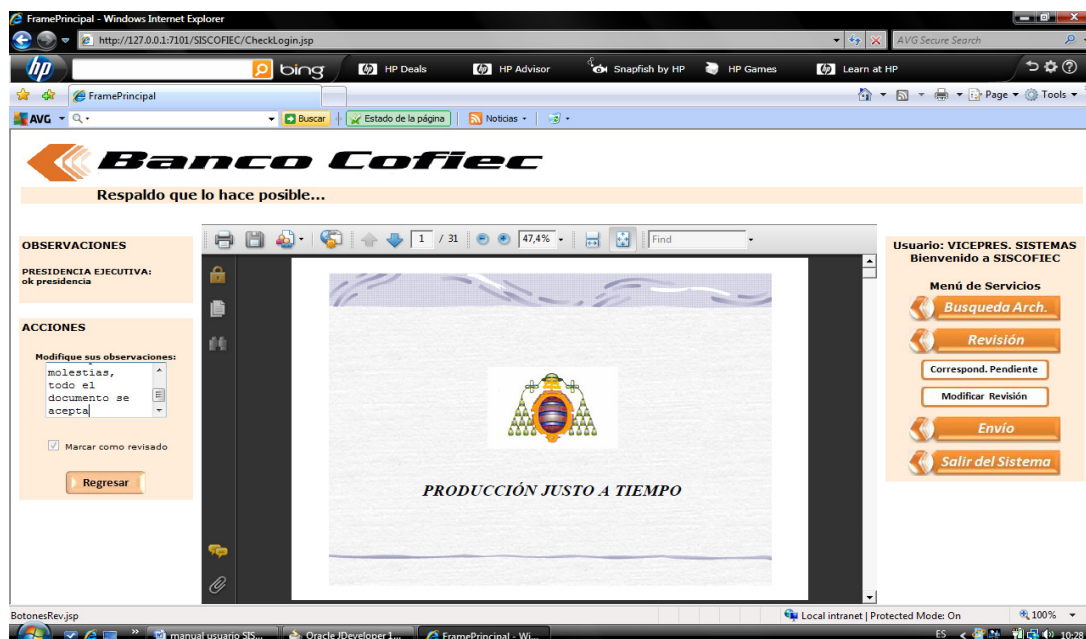 FramePrincipal - Windows Internet Explorer
http://127.0.0.1:7101/SISCOFIEC/CheckLogin.jsp
AVG Secure Search
hp
bing
HP Deals
HP Advisor
Snapfish by HP
HP Games
Learn at HP
FramePrincipal
Page
Tools
AVG
Buscar
Estado de la página
Noticias
Banco Cofiec
Respaldo que lo hace posible...
OBSERVACIONES
PRESIDENCIA EJECUTIVA:
ok presidencia
ACCIONES
Modifique sus observaciones:
molestias,
todo el
documento se
acepta
Marcar como revisado
Regresar
1 / 31
47,4%
Find
PRODUCCIÓN JUSTO A TIEMPO
Usuario: VICEPRES. SISTEMAS
Bienvenido a SISCOFIEC
Menú de Servicios
Busqueda Arch.
Revisión
Correspond. Pendiente
Modificar Revisión
Envío
Salir del Sistema
BotonesRev.jsp
Local intranet | Protected Mode: On
100%
manual usuario SIS...
Oracle JDeveloper 1...
FramePrincipal - Wi...
ES
10:28